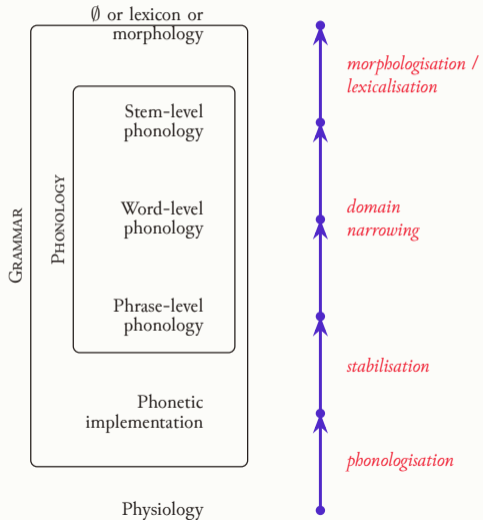 ∅ or lexicon or
morphology
morphologisation /
lexicalisation
Stem-level
phonology
Word-level
phonology
domain
narrowing
GRAMMAR
PHONOLOGY
Phrase-level
phonology
stabilisation
Phonetic
implementation
phonologisation
Physiology